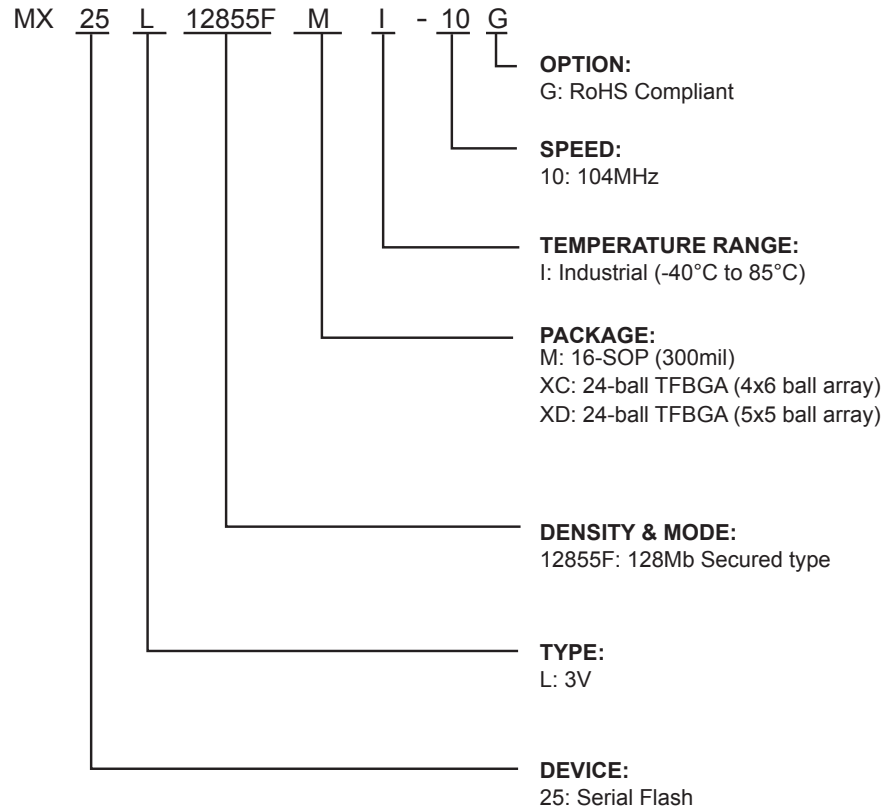 MX 25 L 12855F M I - 10 G
OPTION:
G: RoHS Compliant
SPEED:
10: 104MHz
TEMPERATURE RANGE:
I: Industrial (-40°C to 85°C)
PACKAGE:
M: 16-SOP (300mil)
XC: 24-ball TFBGA (4x6 ball array)
XD: 24-ball TFBGA (5x5 ball array)
DENSITY & MODE:
12855F: 128Mb Secured type
TYPE:
L: 3V
DEVICE:
25: Serial Flash